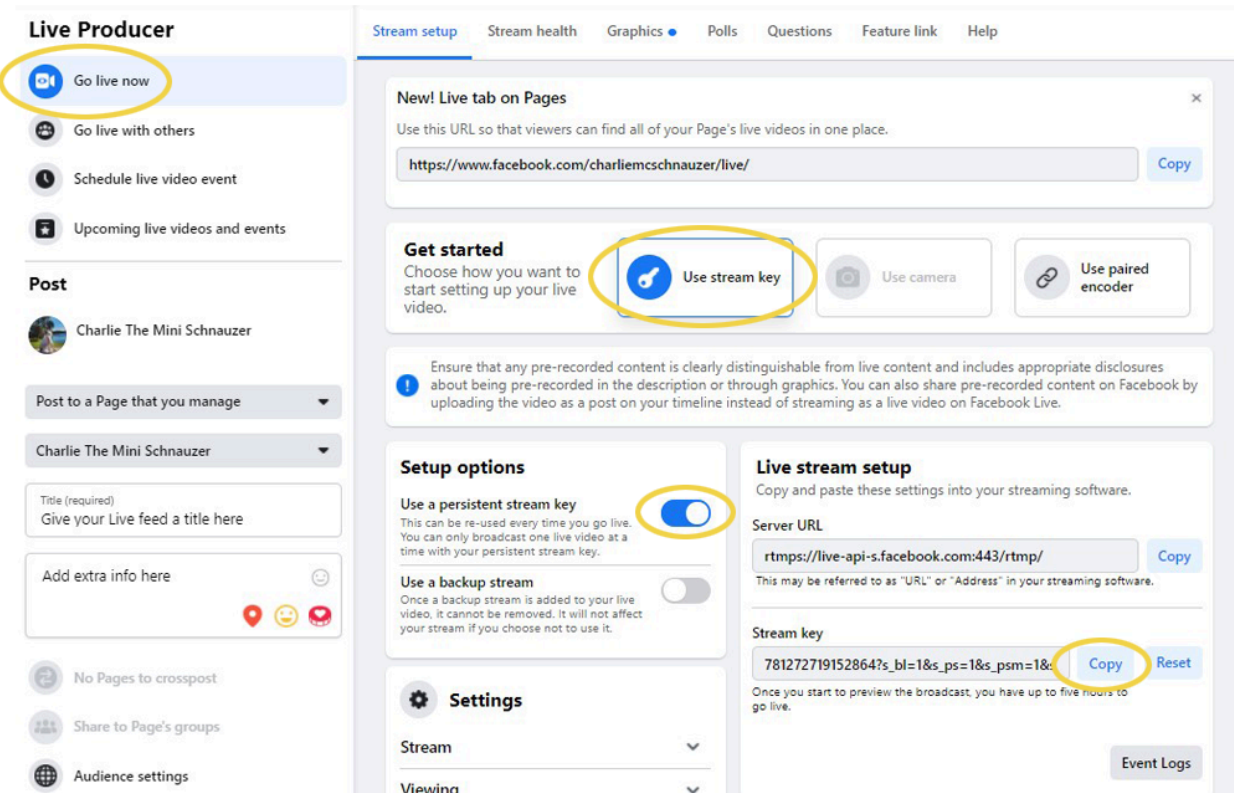 Live Producer
Go live now
Go live with others
Schedule live video event
Upcoming live videos and events
Post
Charlie The Mini Schnauzer
Post to a Page that you manage
Charlie The Mini Schnauzer
Title (required)
Give your Live feed a title here
Add extra info here
No Pages to crosspost
Share to Page's groups
Audience settings
Stream setup Stream health Graphics Polls Questions Feature link Help
New! Live tab on Pages
Use this URL so that viewers can find all of your Page's live videos in one place.
https://www.facebook.com/charliemcschnauzer/live/ Copy
Get started
Choose how you want to
start setting up your live
video.
Use stream key
Use camera
Use paired
encoder
Ensure that any pre-recorded content is clearly distinguishable from live content and includes appropriate disclosures
about being pre-recorded in the description or through graphics. You can also share pre-recorded content on Facebook by
uploading the video as a post on your timeline instead of streaming as a live video on Facebook Live.
Setup options
Use a persistent stream key
This can be re-used every time you go live.
You can only broadcast one live video at a
time with your persistent stream key.
Use a backup stream
Once a backup stream is added to your live
video, it cannot be removed. It will not affect
your stream if you choose not to use it.
Settings
Stream
Viewing
Live stream setup
Copy and paste these settings into your streaming software.
Server URL
rtmps://live-api-s.facebook.com:443/rtmp/ Copy
This may be referred to as "URL" or "Address" in your streaming software.
Stream key
781272719152864?s_bl=1&s_ps=1&s_psm=1&s Copy Reset
Once you start to preview the broadcast, you have up to five hours to
go live.
Event Logs